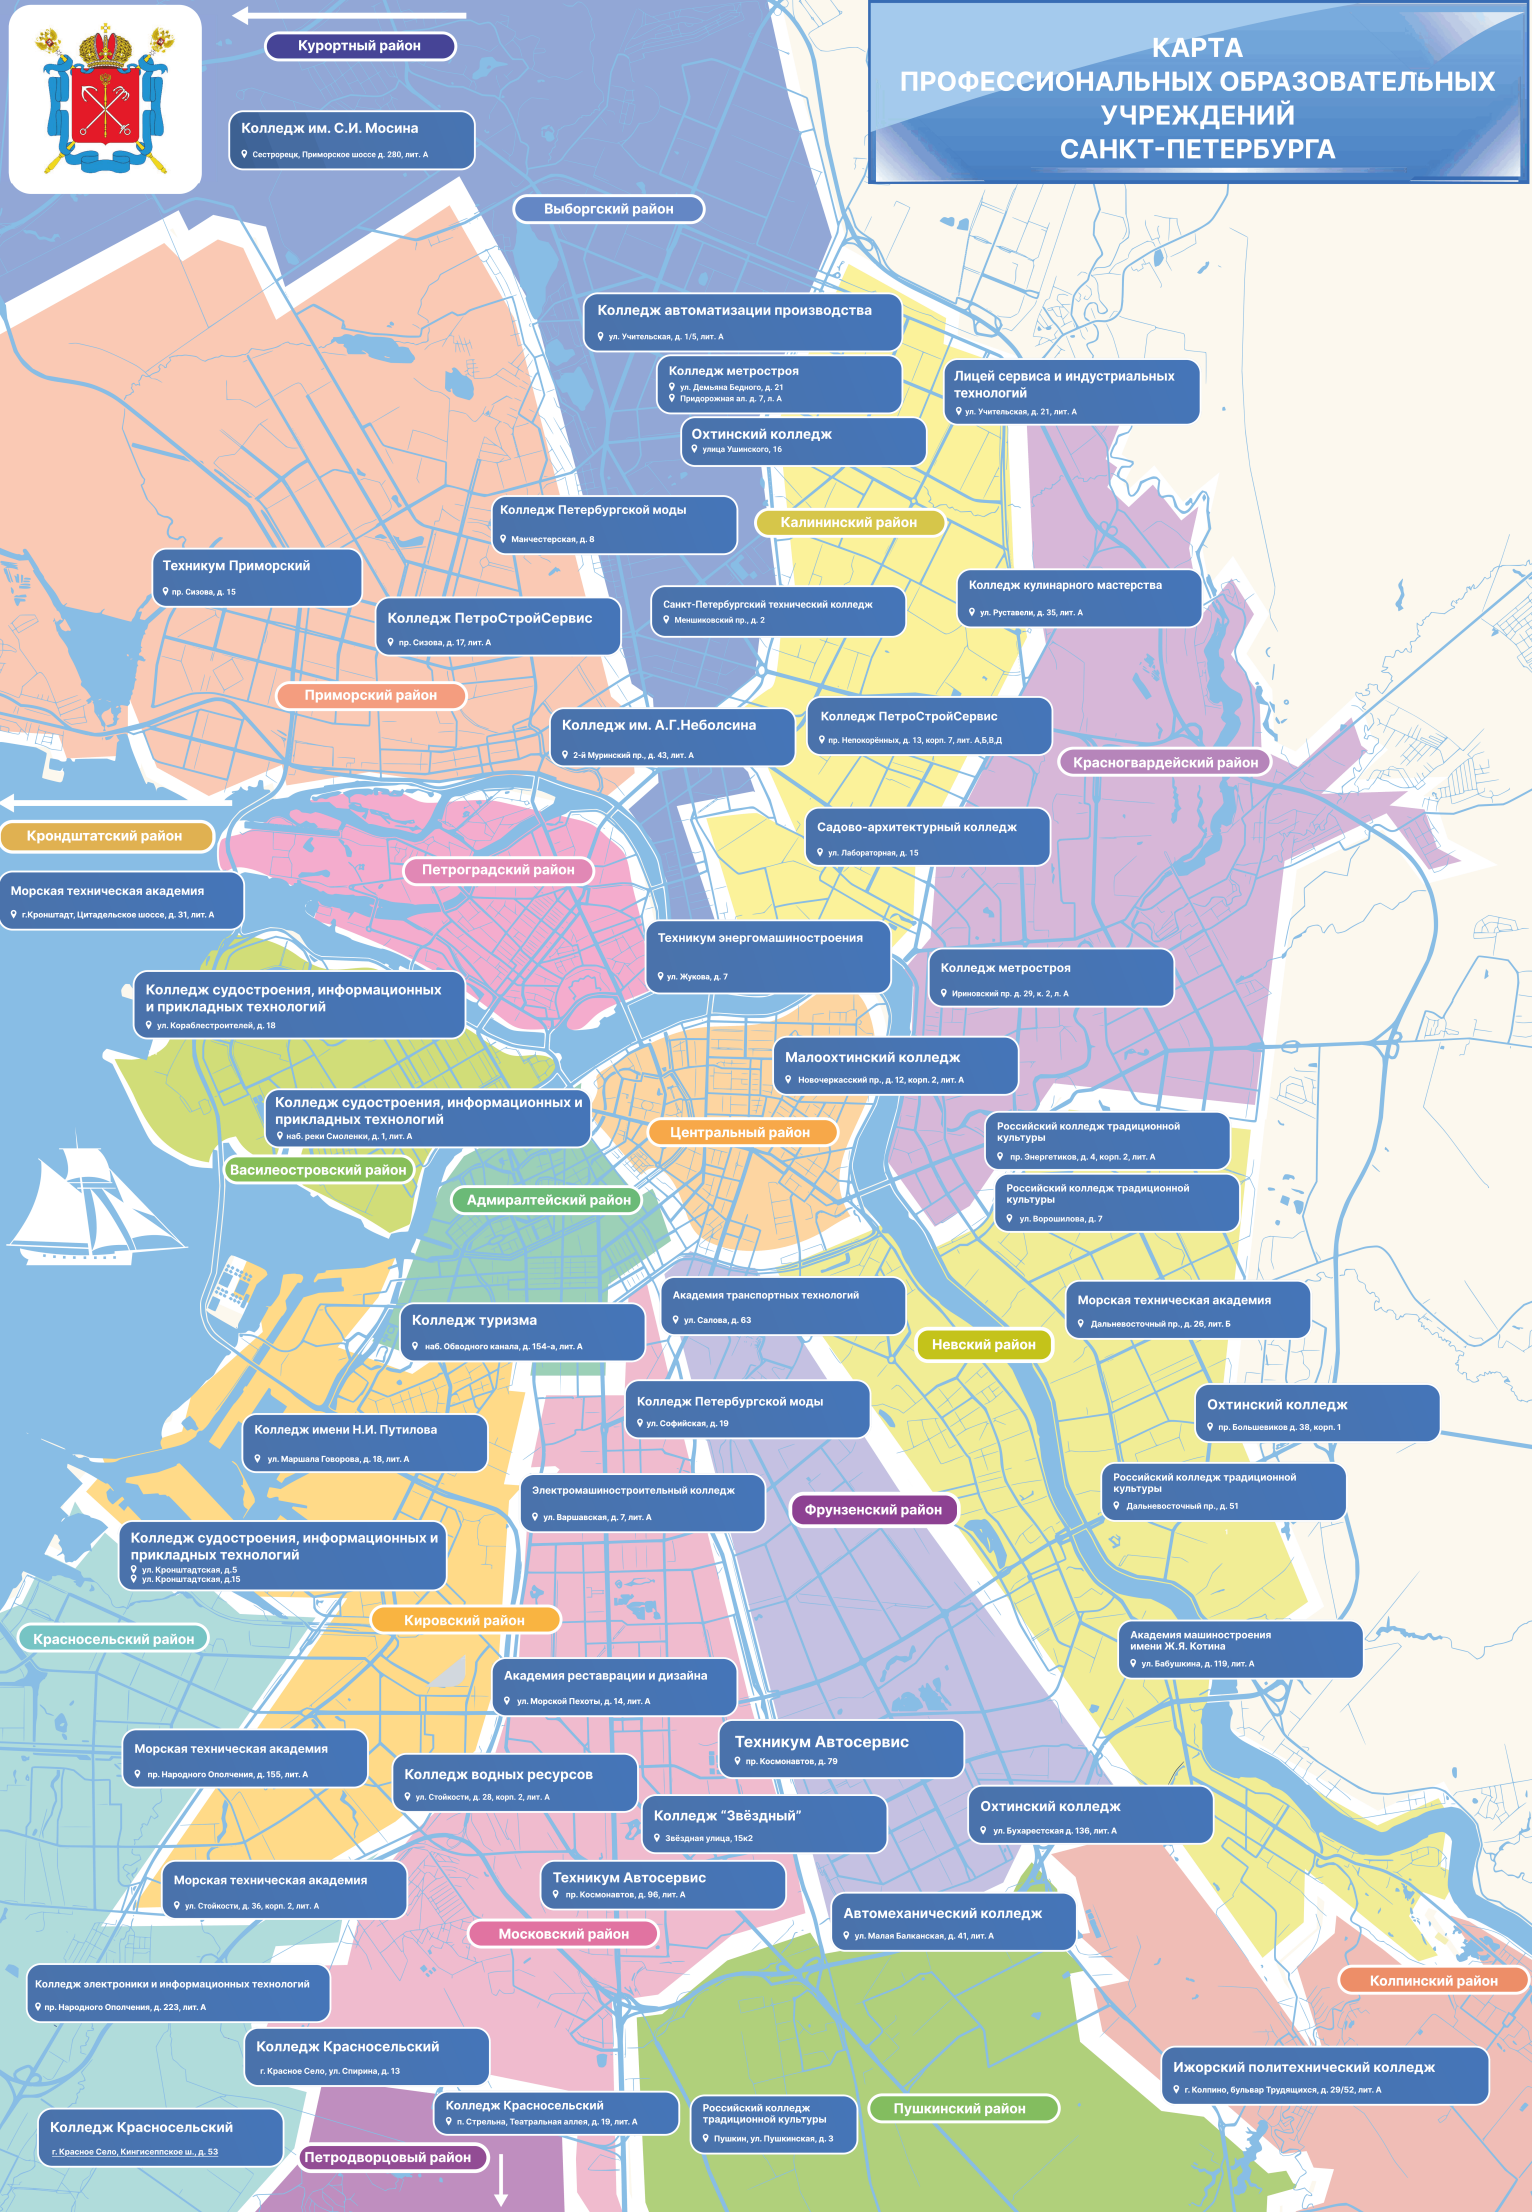 КАРТА
ПРОФЕССИОНАЛЬНЫХ ОБРАЗОВАТЕЛЬНЫХ
УЧРЕЖДЕНИЙ
САНКТ-ПЕТЕРБУРГА
Курортный район
Колледж им. С.И. Мосина
Сестрорецк, Приморское шоссе д. 280, лит. А
Выборгский район
Колледж автоматизации производства
ул. Учительская, д. 1/5, лит. А
Колледж метростроя
ул. Демьяна Бедного, д. 21
Придорожная ал. д. 7, л. А
Лицей сервиса и индустриальных
технологий
ул. Учительская, д. 21, лит. А
Охтинский колледж
улица Ушинского, 16
Колледж Петербургской моды
Манчестерская, д. 8
Калининский район
Техникум Приморский
пр. Сизова, д. 15
Колледж ПетроСтройСервис
пр. Сизова, д. 17, лит. А
Санкт-Петербургский технический колледж
Меншиковский пр., д. 2
Колледж кулинарного мастерства
ул. Руставели, д. 35, лит. А
Приморский район
Колледж им. А.Г.Неболсина
2-й Муринский пр., д. 43, лит. А
Колледж ПетроСтройСервис
пр. Непокорённых, д. 13, корп. 7, лит. А,Б,В,Д
Красногвардейский район
Крондштатский район
Садово-архитектурный колледж
ул. Лабораторная, д. 15
Петроградский район
Морская техническая академия
г.Кронштадт, Цитадельское шоссе, д. 31, лит. А
Техникум энергомашиностроения
ул. Жукова, д. 7
Колледж метростроя
Ириновский пр. д. 29, к. 2, л. А
Колледж судостроения, информационных
и прикладных технологий
ул. Кораблестроителей, д. 18
Малоохтинский колледж
Новочеркасский пр., д. 12, корп. 2, лит. А
Колледж судостроения, информационных и
прикладных технологий
наб. реки Смоленки, д. 1, лит. А
Центральный район
Российский колледж традиционной
культуры
пр. Энергетиков, д. 4, корп. 2, лит. А
Василеостровский район
Адмиралтейский район
Российский колледж традиционной
культуры
ул. Ворошилова, д. 7
Академия транспортных технологий
ул. Салова, д. 63
Морская техническая академия
Дальневосточный пр., д. 26, лит. Б
Колледж туризма
наб. Обводного канала, д. 154-а, лит. А
Невский район
Колледж Петербургской моды
ул. Софийская, д. 19
Охтинский колледж
пр. Большевиков д. 38, корп. 1
Колледж имени Н.И. Путилова
ул. Маршала Говорова, д. 18, лит. А
Российский колледж традиционной
культуры
Дальневосточный пр., д. 51
Электромашиностроительный колледж
ул. Варшавская, д. 7, лит. А
Фрунзенский район
Колледж судостроения, информационных и
прикладных технологий
ул. Кронштадтская, д.5
ул. Кронштадтская, д.15
Кировский район
Красносельский район
Академия машиностроения
имени Ж.Я. Котина
ул. Бабушкина, д. 119, лит. А
Академия реставрации и дизайна
ул. Морской Пехоты, д. 14, лит. А
Морская техническая академия
пр. Народного Ополчения, д. 155, лит. А
Техникум Автосервис
пр. Космонавтов, д. 79
Колледж водных ресурсов
ул. Стойкости, д. 28, корп. 2, лит. А
Колледж “Звёздный”
Звёздная улица, 15к2
Охтинский колледж
ул. Бухарестская д. 136, лит. А
Морская техническая академия
ул. Стойкости, д. 36, корп. 2, лит. А
Техникум Автосервис
пр. Космонавтов, д. 96, лит. А
Автомеханический колледж
ул. Малая Балканская, д. 41, лит. А
Московский район
Колпинский район
Колледж электроники и информационных технологий
пр. Народного Ополчения, д. 223, лит. А
Колледж Красносельский
г. Красное Село, ул. Спирина, д. 13
Ижорский политехнический колледж
г. Колпино, бульвар Трудящихся, д. 29/52, лит. А
Колледж Красносельский
п. Стрельна, Театральная аллея, д. 19, лит. А
Российский колледж
традиционной культуры
Пушкин, ул. Пушкинская, д. 3
Пушкинский район
Колледж Красносельский
г. Красное Село, Кингисеппское ш., д. 53
Петродворцовый район